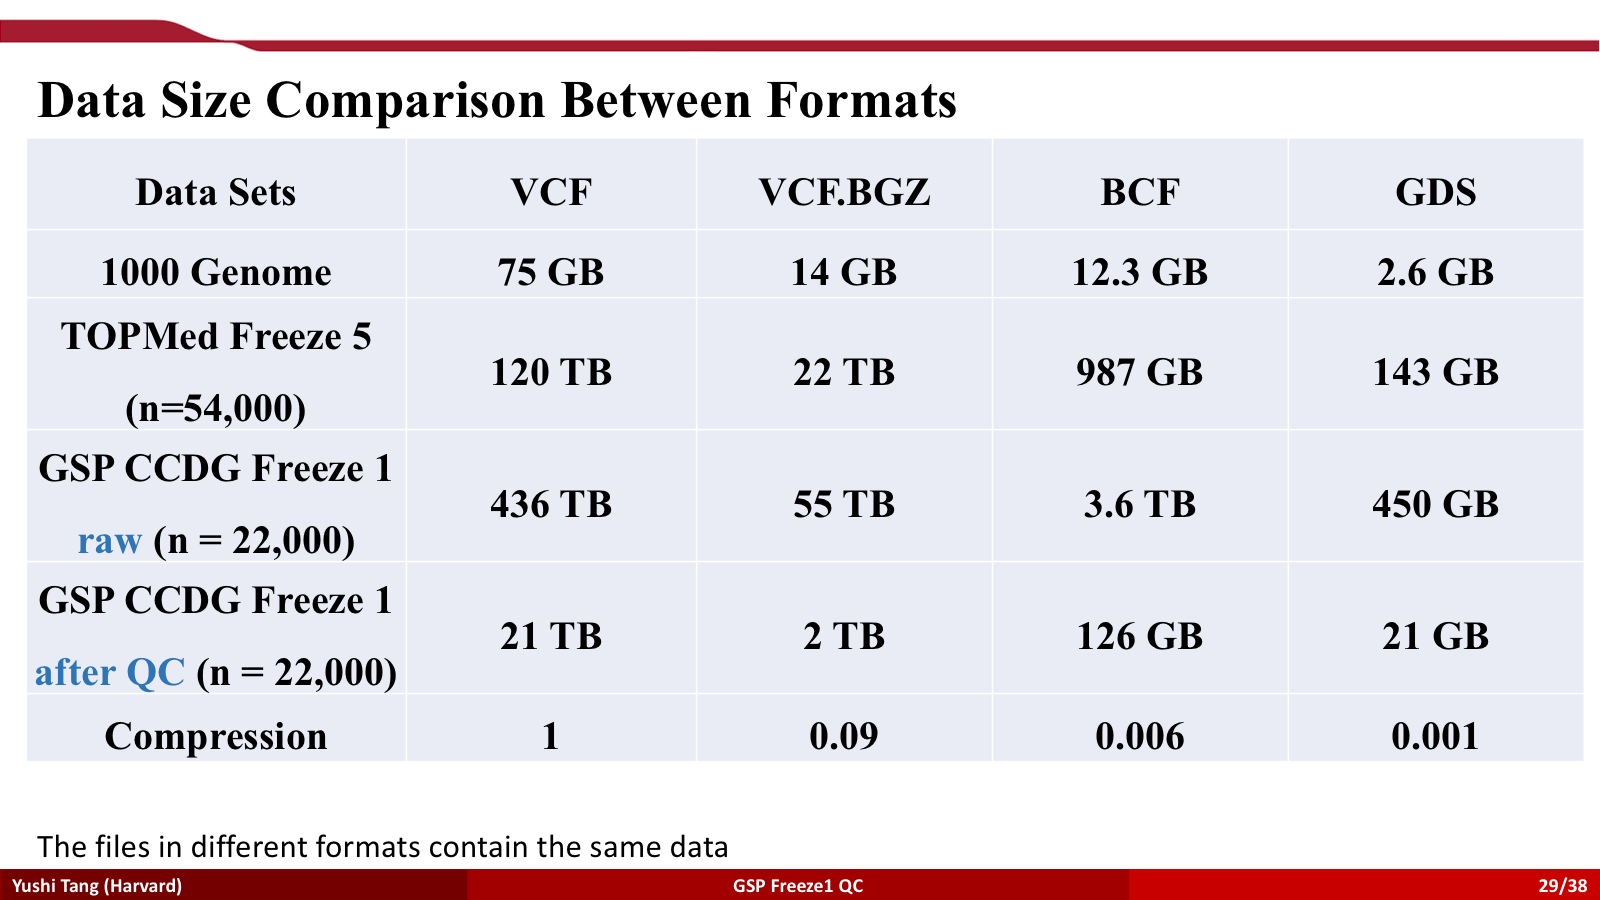 Data Size Comparison Between Formats
Data Sets VCF VCF.BGZ BCF GDS
1000 Genome 75 GB 14 GB 12.3 GB 2.6 GB
TOPMed Freeze 5
(n=54,000) 120 TB 22 TB 987 GB 143 GB
GSP CCDG Freeze 1
raw (n = 22,000) 436 TB 55 TB 3.6 TB 450 GB
GSP CCDG Freeze 1
after QC (n = 22,000) 21 TB 2 TB 126 GB 21 GB
Compression 1 0.09 0.006 0.001
The files in different formats contain the same data
Yushi Tang (Harvard) GSP Freeze1 QC 29/38